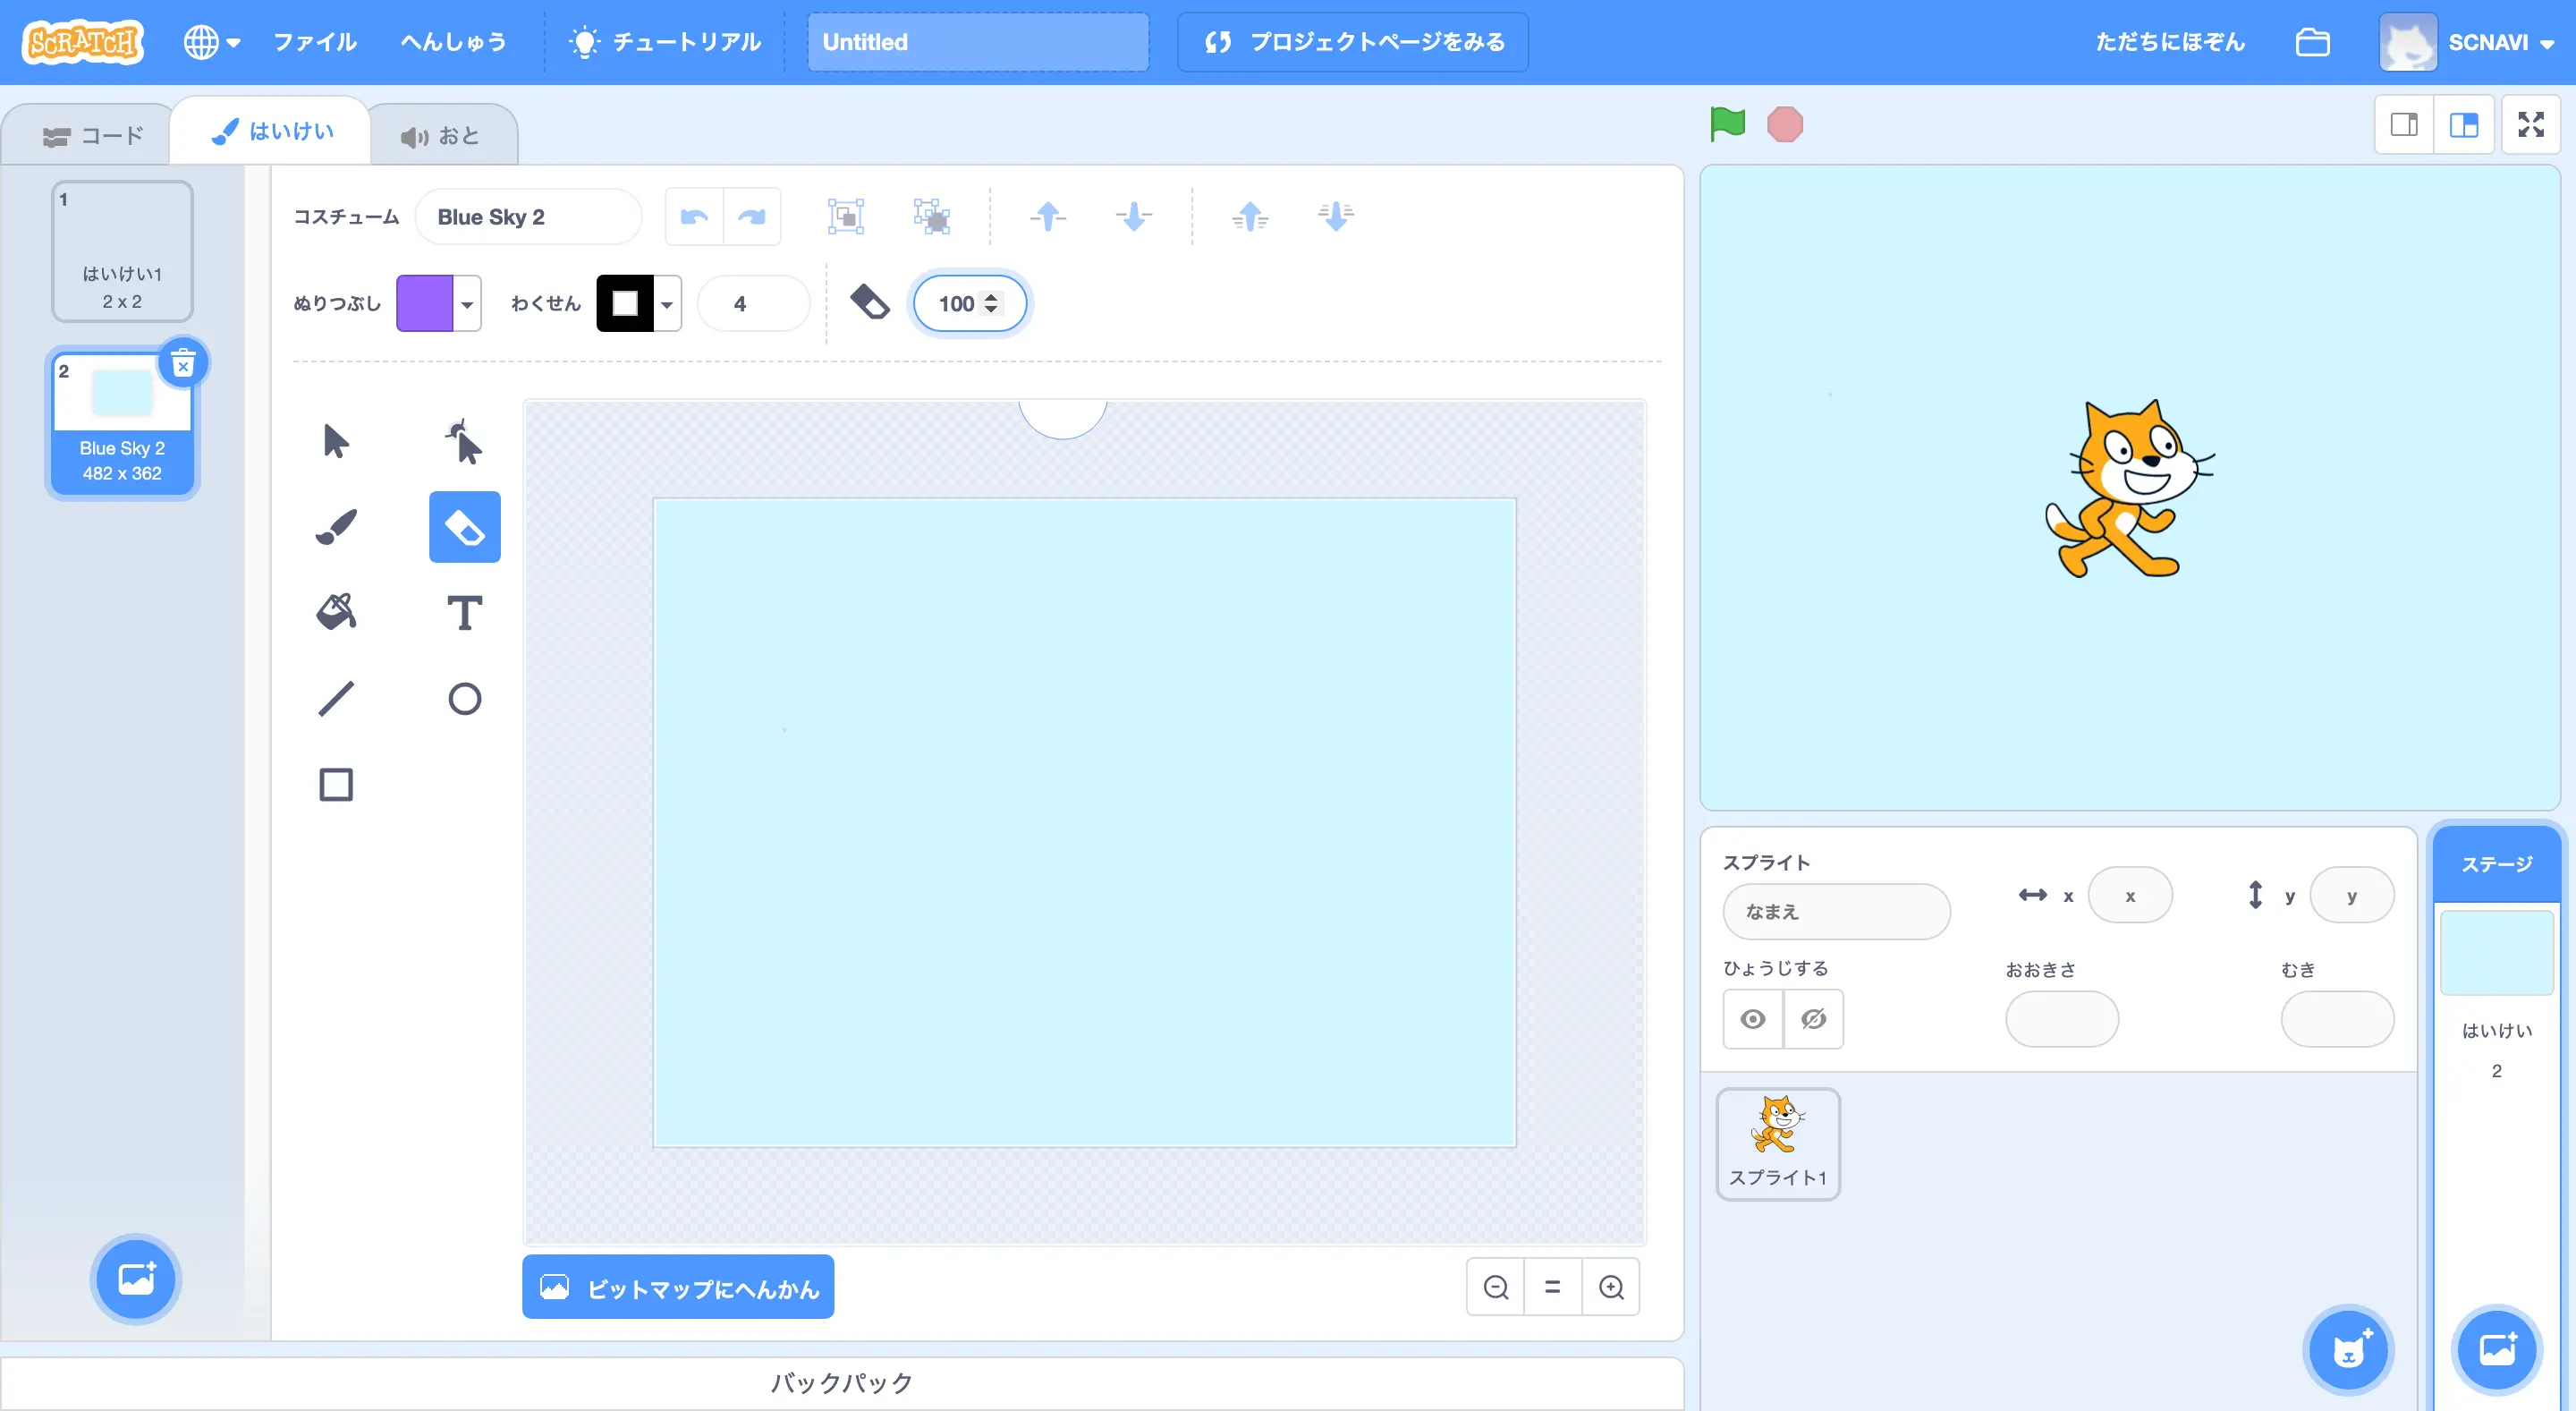 SCRATCH
ファイル
へんしゅう
チュートリアル
Untitled
プロジェクトページをみる
ただちにほぞん
SCNAVI
コード
はいけい
おと
1
はいけい1
2 x 2
2
Blue Sky 2
482 x 362
コスチューム
Blue Sky 2
ぬりつぶし
わくせん
4
100
T
ビットマップにへんかん
=
バックパック
スプライト
なまえ
x
x
y
y
ひょうじする
おおきさ
むき
スプライト1
ステージ
はいけい
2